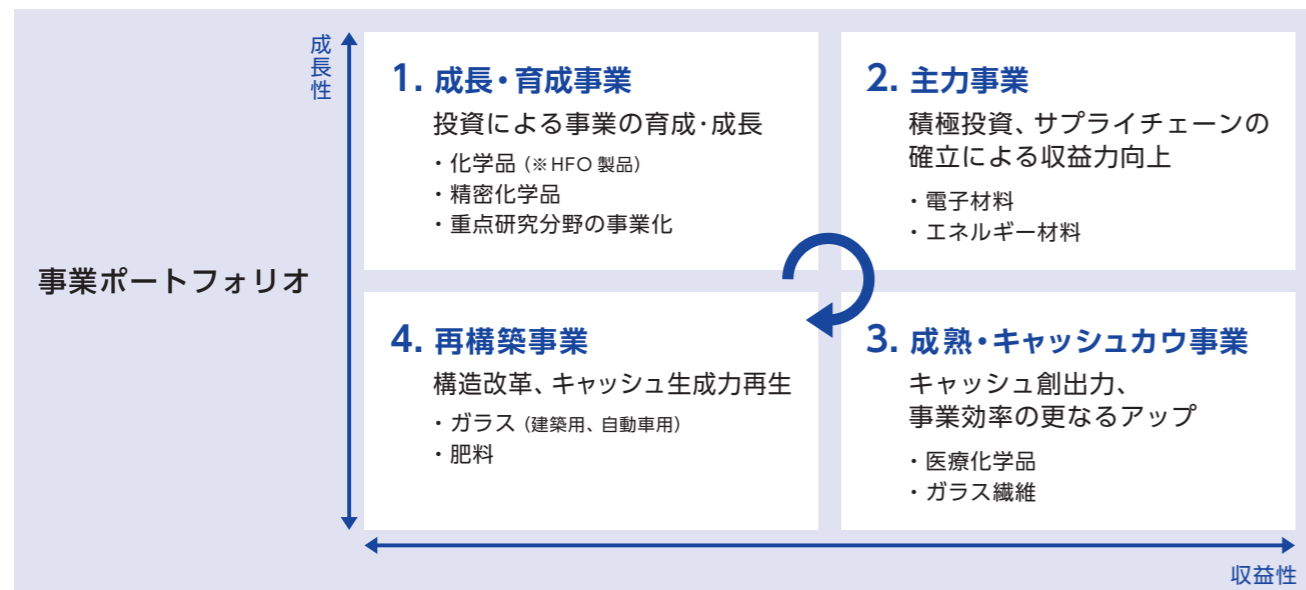 事業ポートフォリオ
成長性
1. 成長・育成事業
投資による事業の育成・成長
・化学品（※HFO 製品）
・精密化学品
・重点研究分野の事業化
2. 主力事業
積極投資、サプライチェーンの
確立による収益力向上
・電子材料
・エネルギー材料
4. 再構築事業
構造改革、キャッシュ生成力再生
・ガラス（建築用、自動車用）
・肥料
3. 成熟・キャッシュカウ事業
キャッシュ創出力、
事業効率の更なるアップ
・医療化学品
・ガラス繊維
収益性